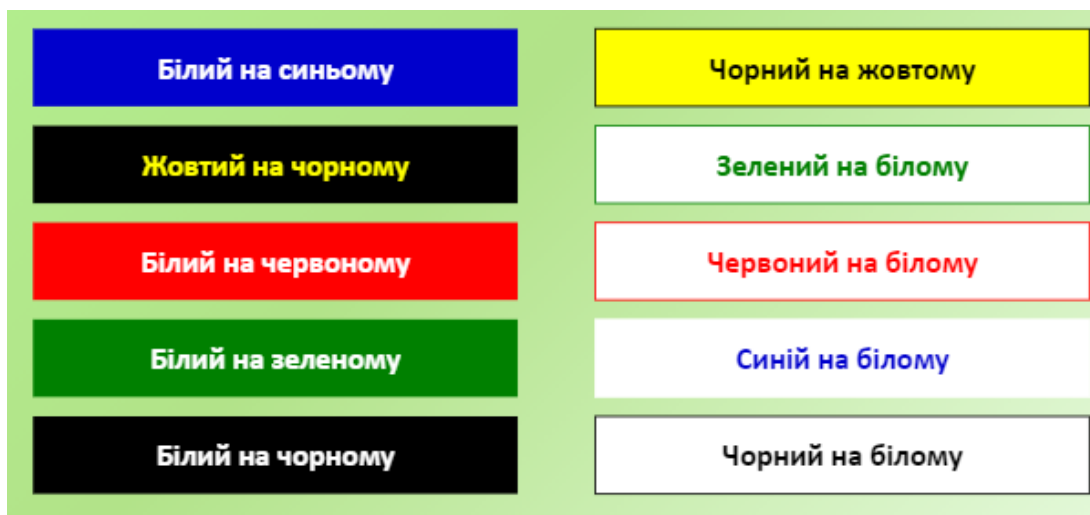 Білий на синьому
Чорний на жовтому
Жовтий на чорному
Зелений на білому
Білий на червоному
Червоний на білому
Білий на зеленому
Синій на білому
Білий на чорному
Чорний на білому